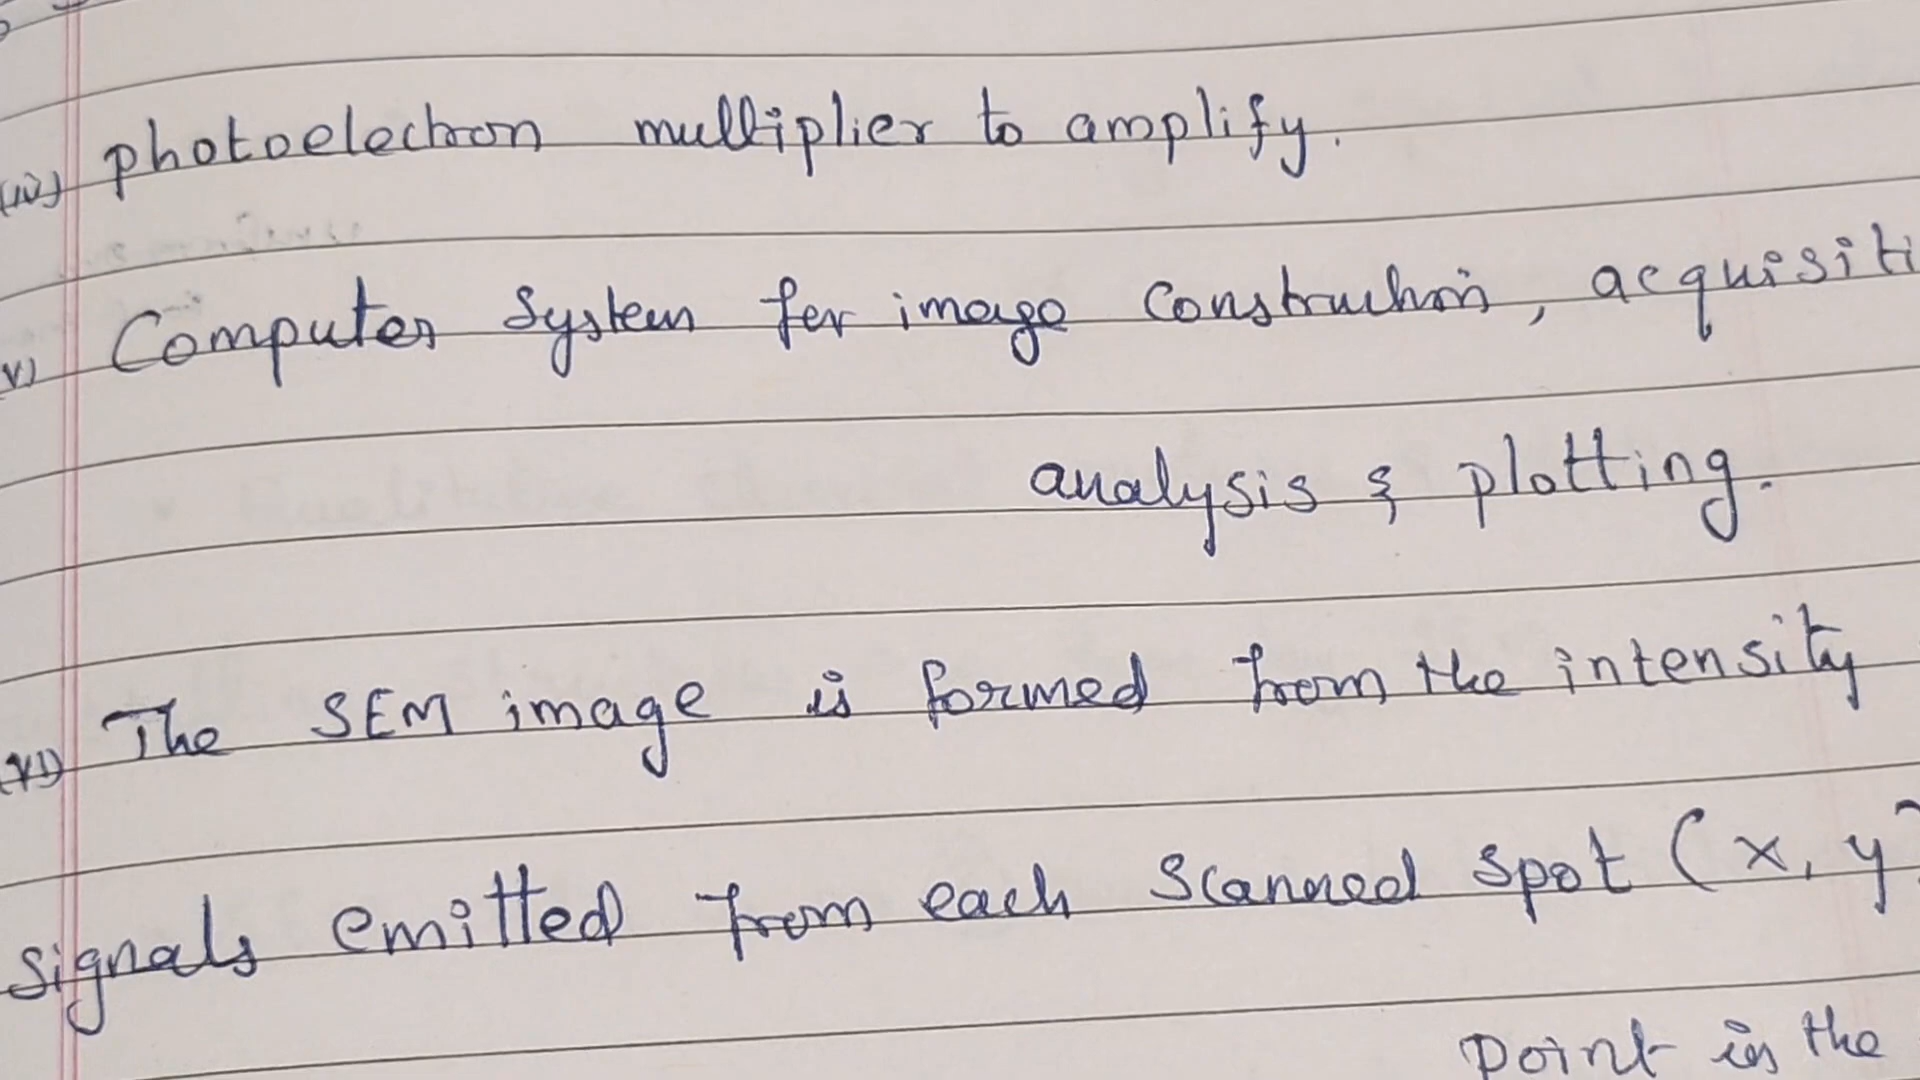 (iv) photoelectron multiplier to amplify.
v) Computer System for image Construction, acquisiti
analysis & plotting.
(vi) The SEM image is formed from the intensity
signals emitted from each scanned spot (x, y)
point in the